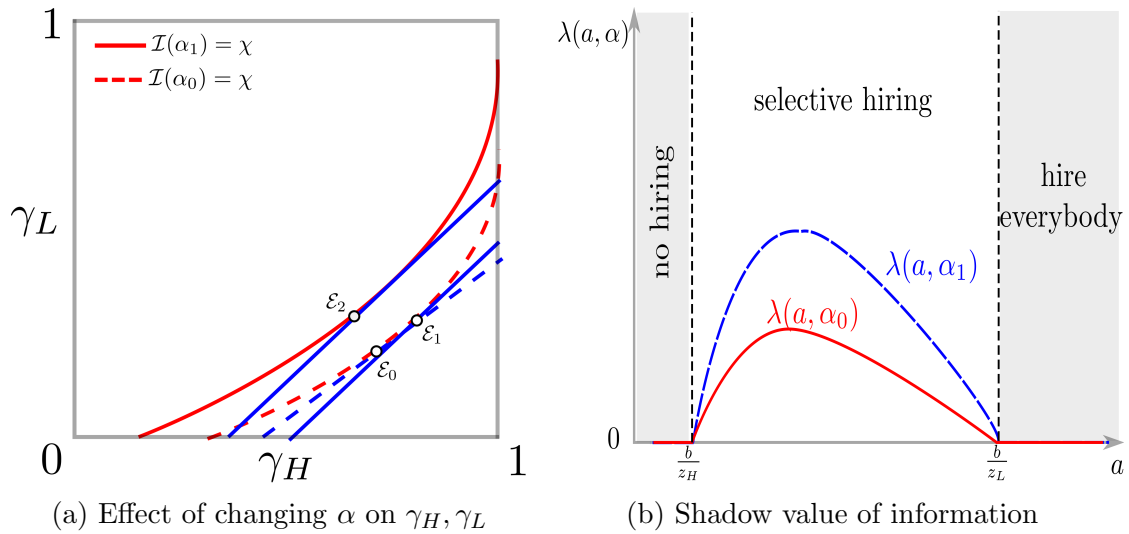 1
𝓘(α₁) = χ
𝓘(α₀) = χ
γ_L
ℰ₂
ℰ₁
ℰ₀
0
γ_H
1
(a) Effect of changing α on γ_H, γ_L
λ(a, α)
selective hiring
no hiring
hire
everybody
λ(a, α₁)
λ(a, α₀)
0
b/z_H
b/z_L
a
(b) Shadow value of information